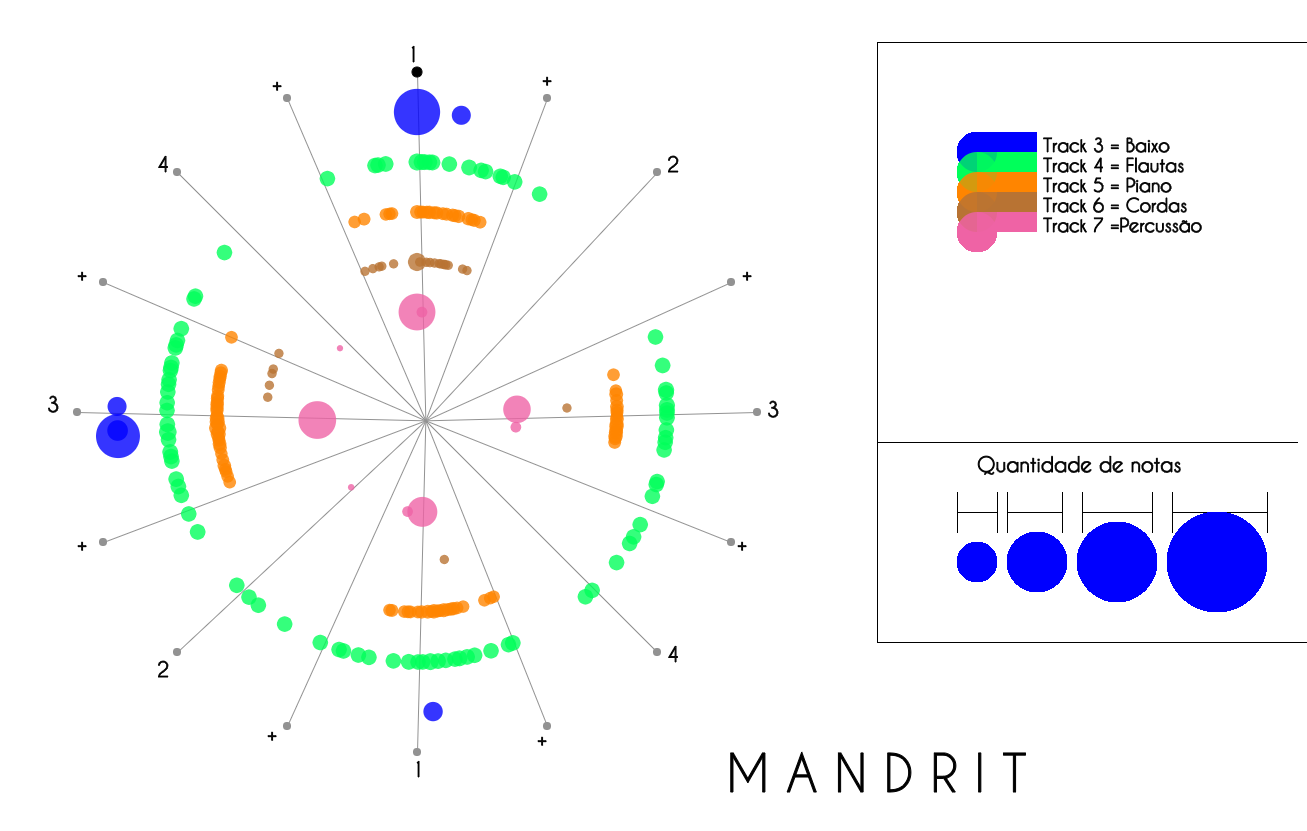 1
+
+
4
2
+
+
3
3
+
+
2
4
+
+
1
Track 3 = Baixo
Track 4 = Flautas
Track 5 = Piano
Track 6 = Cordas
Track 7 =Percussão
Quantidade de notas
MANDRIT